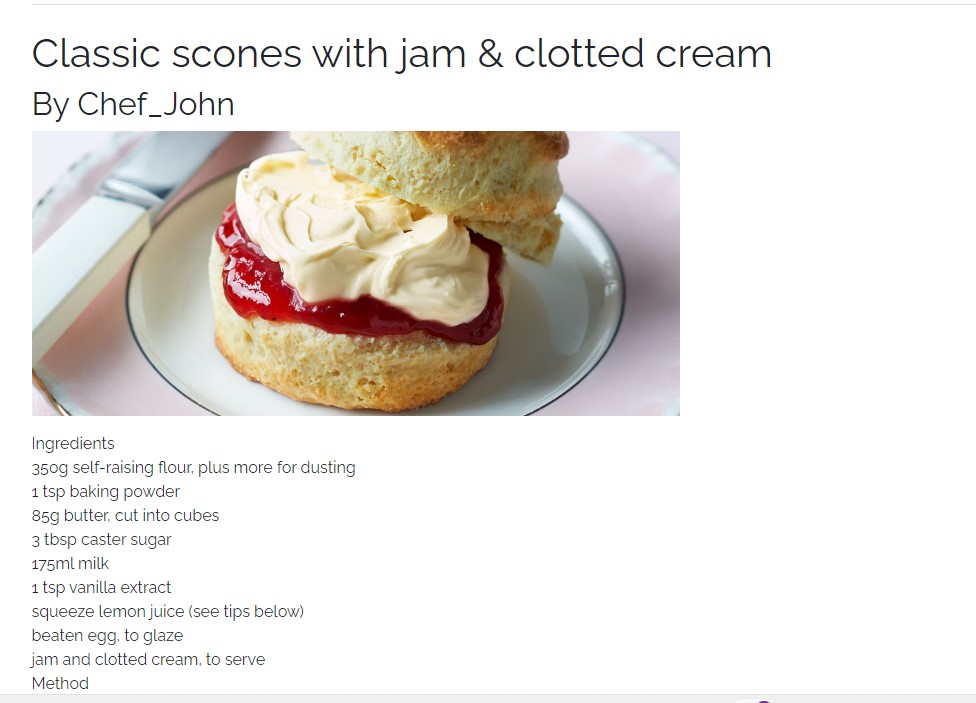 Classic scones with jam & clotted cream
By Chef_John
Ingredients
350g self-raising flour, plus more for dusting
1 tsp baking powder
85g butter, cut into cubes
3 tbsp caster sugar
175ml milk
1 tsp vanilla extract
squeeze lemon juice (see tips below)
beaten egg, to glaze
jam and clotted cream, to serve
Method